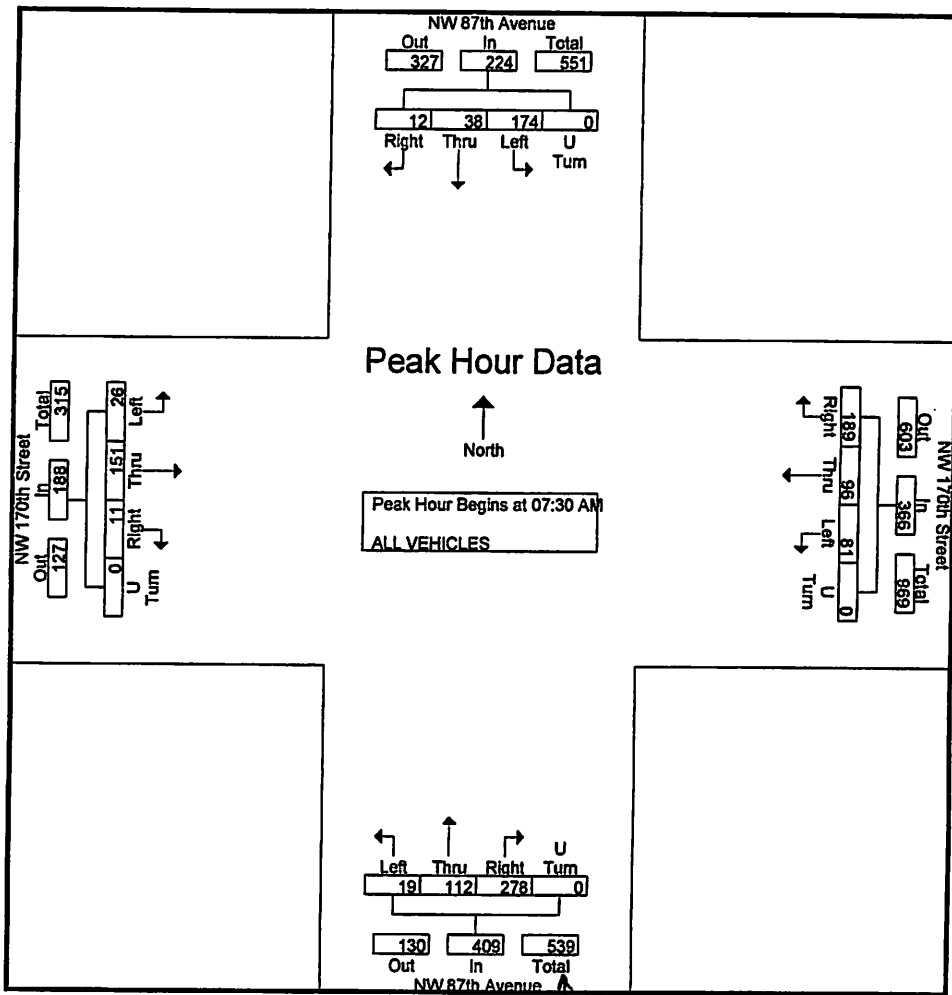 NW 87th Avenue
Out In Total
327 224 551
12 38 174 0
Right Thru Left U Turn
Peak Hour Data
North
Peak Hour Begins at 07:30 AM
ALL VEHICLES
NW 170th Street
Total In Out
315 188 127
26 151 11 0
Left Thru Right U Turn
Right Thru Left U Turn
189 96 81 0
Out In Total
603 366 969
NW 170th Street
Left Thru Right U Turn
19 112 278 0
130 409 539
Out In Total
NW 87th Avenue